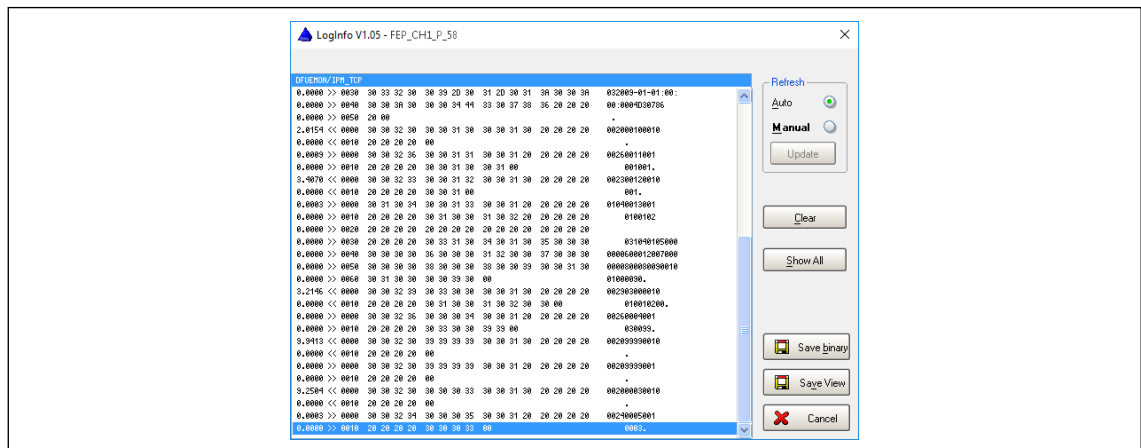 LogInfo V1.05 - FEP_CH1_P_58
DFUEMON/IPM_TCP
0.0000 >> 0030 30 33 32 30 30 39 2D 30 31 2D 30 31 3A 30 30 3A 032009-01-01:00:
0.0000 >> 0040 30 30 3A 30 30 30 34 44 33 30 37 38 36 20 20 20 00:0004D30786
0.0000 >> 0050 20 00 .
2.0154 << 0000 30 30 32 30 30 30 31 30 30 30 31 30 20 20 20 20 002000100010
0.0000 << 0010 20 20 20 20 00 .
0.0009 >> 0000 30 30 32 36 30 30 31 31 30 30 31 20 20 20 20 20 00260011001
0.0000 >> 0010 20 20 20 20 30 30 31 30 30 31 00 001001.
3.4070 << 0000 30 30 32 33 30 30 31 32 30 30 31 30 20 20 20 20 002300120010
0.0000 << 0010 20 20 20 20 30 30 31 00 001.
0.0003 >> 0000 30 31 30 34 30 30 31 33 30 30 31 20 20 20 20 20 01040013001
0.0000 >> 0010 20 20 20 20 30 31 30 30 31 30 32 20 20 20 20 20 0100102
0.0000 >> 0020 20 20 20 20 20 20 20 20 20 20 20 20 20 20 20 20
0.0000 >> 0030 20 20 20 20 30 33 31 30 34 30 31 30 35 30 30 30 031040105000
0.0000 >> 0040 30 30 30 30 36 30 30 30 31 32 30 30 37 30 30 30 0000600012007000
0.0000 >> 0050 30 30 30 30 38 30 30 30 38 30 30 39 30 30 31 30 0000800080090010
0.0000 >> 0060 30 31 30 30 30 30 39 30 00 01000090.
3.2146 << 0000 30 30 32 39 30 33 30 30 30 30 31 30 20 20 20 20 002903000010
0.0000 << 0010 20 20 20 20 30 31 30 30 31 30 32 30 30 00 010010200.
0.0000 >> 0000 30 30 32 36 30 30 30 34 30 30 31 20 20 20 20 20 00260004001
0.0000 >> 0010 20 20 20 20 30 33 30 30 39 39 00 030099.
9.9413 << 0000 30 30 32 30 39 39 39 39 30 30 31 30 20 20 20 20 002099990010
0.0000 << 0010 20 20 20 20 00 .
0.0000 >> 0000 30 30 32 30 39 39 39 39 30 30 31 20 20 20 20 20 00209999001
0.0000 >> 0010 20 20 20 20 00 .
9.2504 << 0000 30 30 32 30 30 30 30 33 30 30 31 30 20 20 20 20 002000030010
0.0000 << 0010 20 20 20 20 00 .
0.0003 >> 0000 30 30 32 34 30 30 30 35 30 30 31 20 20 20 20 20 00240005001
0.0000 >> 0010 20 20 20 20 30 30 30 33 00 0003.
Refresh
Auto
Manual
Update
Clear
Show All
Save binary
Save View
Cancel